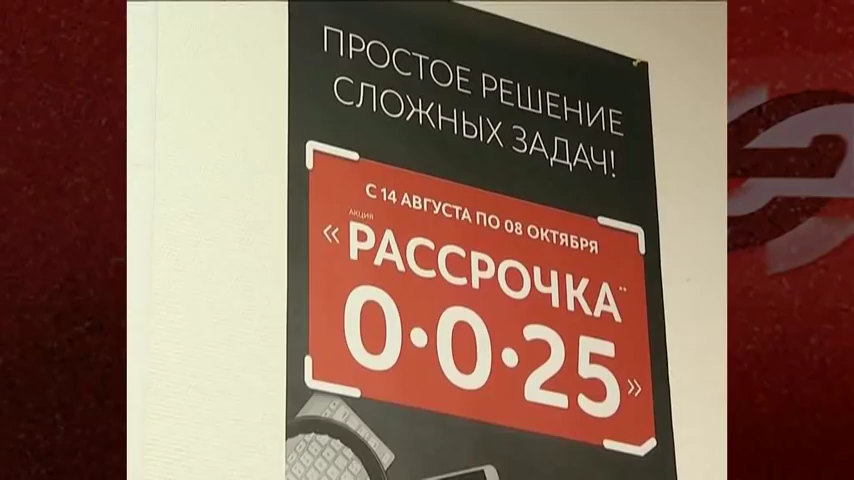 ПРОСТОЕ РЕШЕНИЕ
СЛОЖНЫХ ЗАДАЧ!
С 14 АВГУСТА ПО 08 ОКТЯБРЯ
АКЦИЯ
«РАССРОЧКА**
0·0·25»